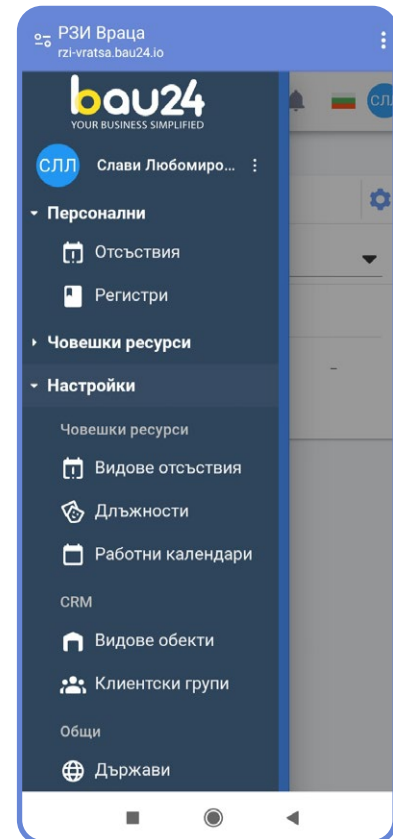 РЗИ Враца
rzi-vratsa.bau24.io
bau24
YOUR BUSINESS SIMPLIFIED
СЛЛ Слави Любомиро...
Персонални
Отсъствия
Регистри
Човешки ресурси
Настройки
Човешки ресурси
Видове отсъствия
Длъжности
Работни календари
CRM
Видове обекти
Клиентски групи
Общи
Държави